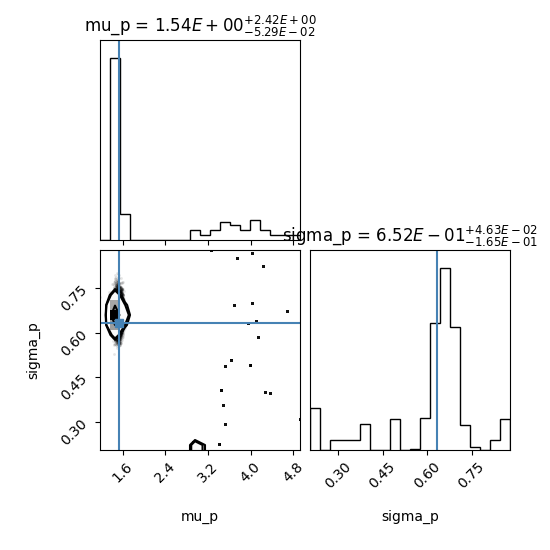 mu_p = 1.54E+00+2.42E+00−5.29E−02
sigma_p = 6.52E−01+4.63E−02−1.65E−01
0.75
0.60
0.45
0.30
sigma_p
1.6 2.4 3.2 4.0 4.8
mu_p
0.30 0.45 0.60 0.75
sigma_p